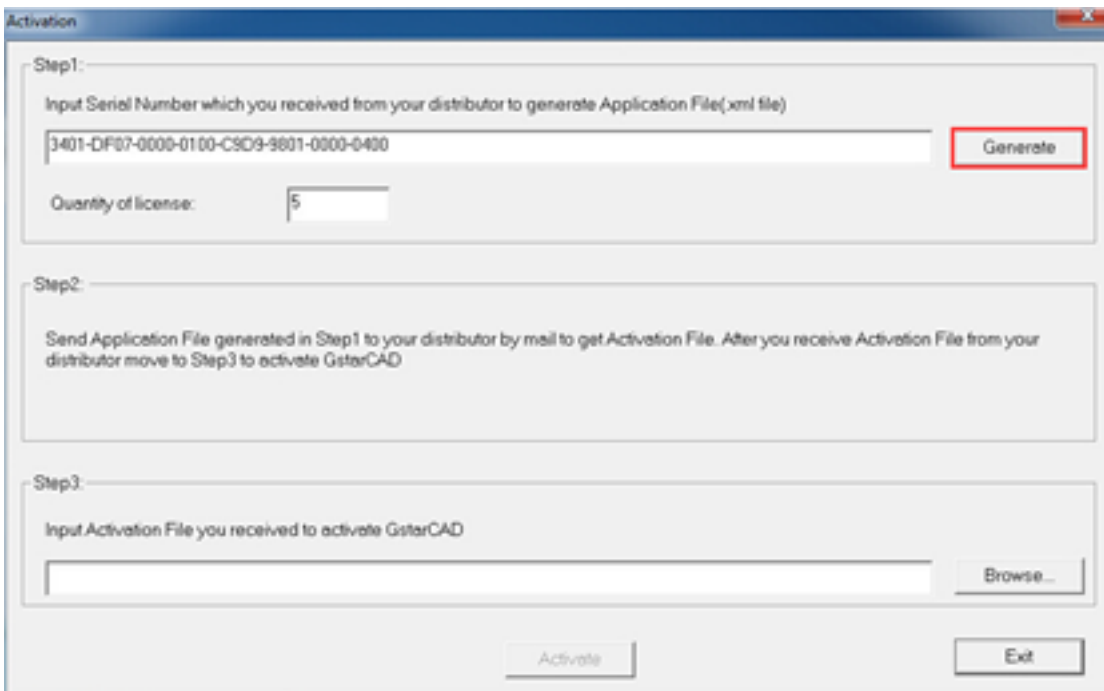 Activation
Step1:
Input Serial Number which you received from your distributor to generate Application File(.xml file)
3401-DF07-0000-0100-C9D9-9801-0000-0400
Generate
Quantity of license:
5
Step2:
Send Application File generated in Step1 to your distributor by mail to get Activation File. After you receive Activation File from your
distributor move to Step3 to activate GstarCAD
Step3:
Input Activation File you received to activate GstarCAD
Browse...
Activate
Exit